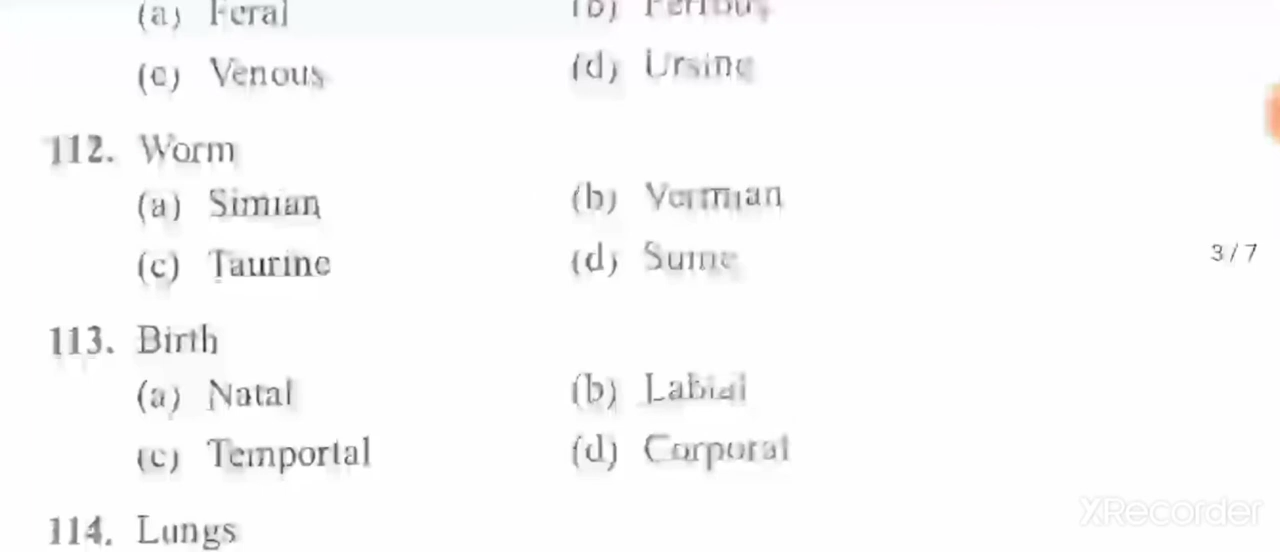 (a) Feral (b) Ferrous
(c) Venous (d) Ursine
112. Worm
(a) Simian (b) Vermian
(c) Taurine (d)
3/7
113. Birth
(a) Natal (b) Labial
(c) Temportal (d) Corporal
XRecorder
114. Lungs